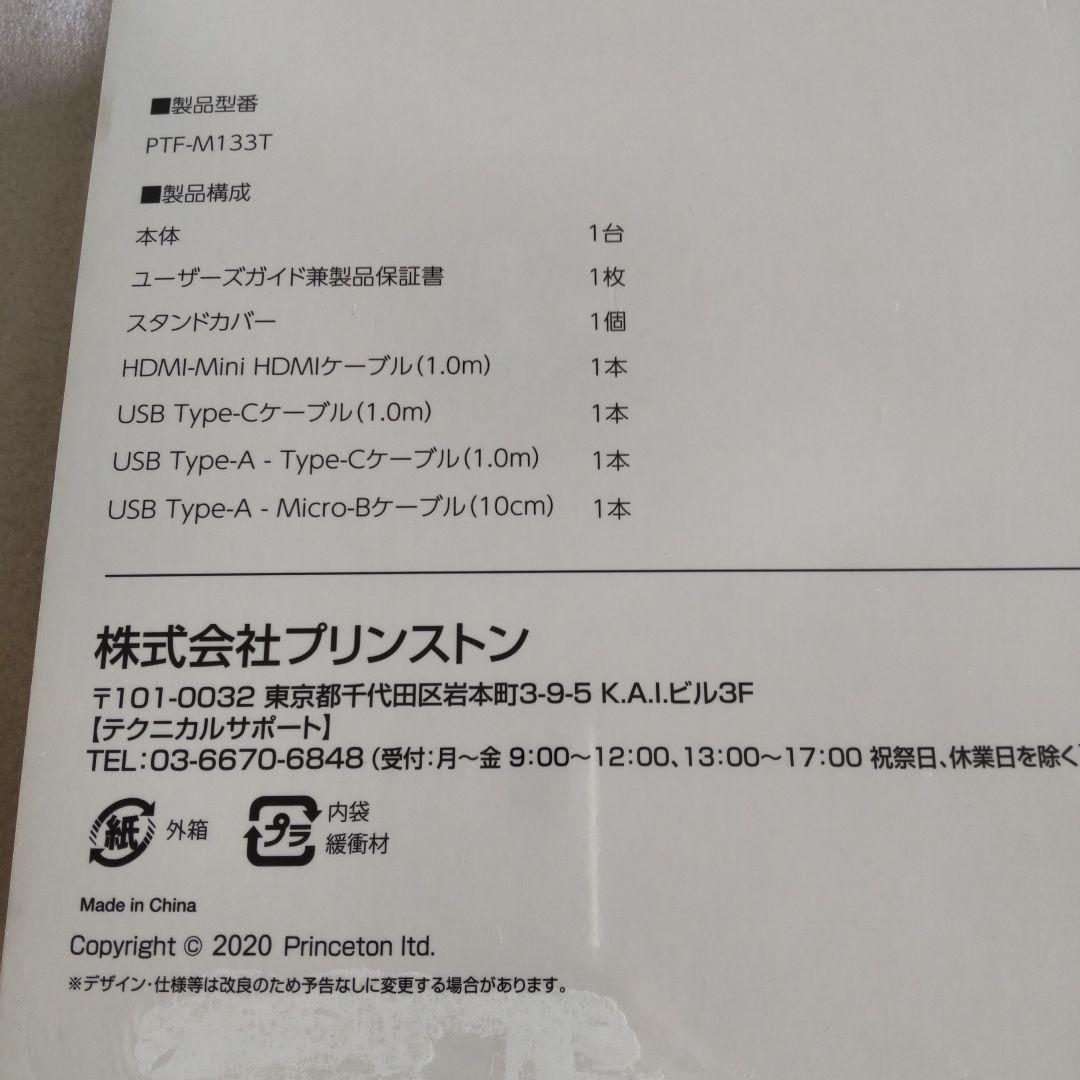 ■製品型番
PTF-M133T
■製品構成
本体 1台
ユーザーズガイド兼製品保証書 1枚
スタンドカバー 1個
HDMI-Mini HDMIケーブル(1.0m) 1本
USB Type-Cケーブル(1.0m) 1本
USB Type-A - Type-Cケーブル(1.0m) 1本
USB Type-A - Micro-Bケーブル(10cm) 1本
株式会社プリンストン
〒101-0032 東京都千代田区岩本町3-9-5 K.A.I.ビル3F
【テクニカルサポート】
TEL:03-6670-6848(受付:月〜金 9:00〜12:00、13:00〜17:00 祝祭日、休業日を除く)
紙 外箱
プラ 内袋
緩衝材
Made in China
Copyright © 2020 Princeton ltd.
※デザイン・仕様等は改良のため予告なしに変更する場合があります。